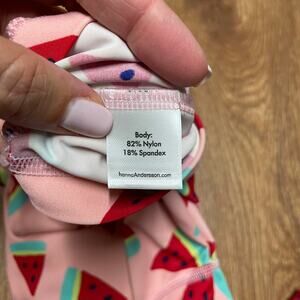 Body:
82% Nylon
18% Spandex
hannaAndersson.com